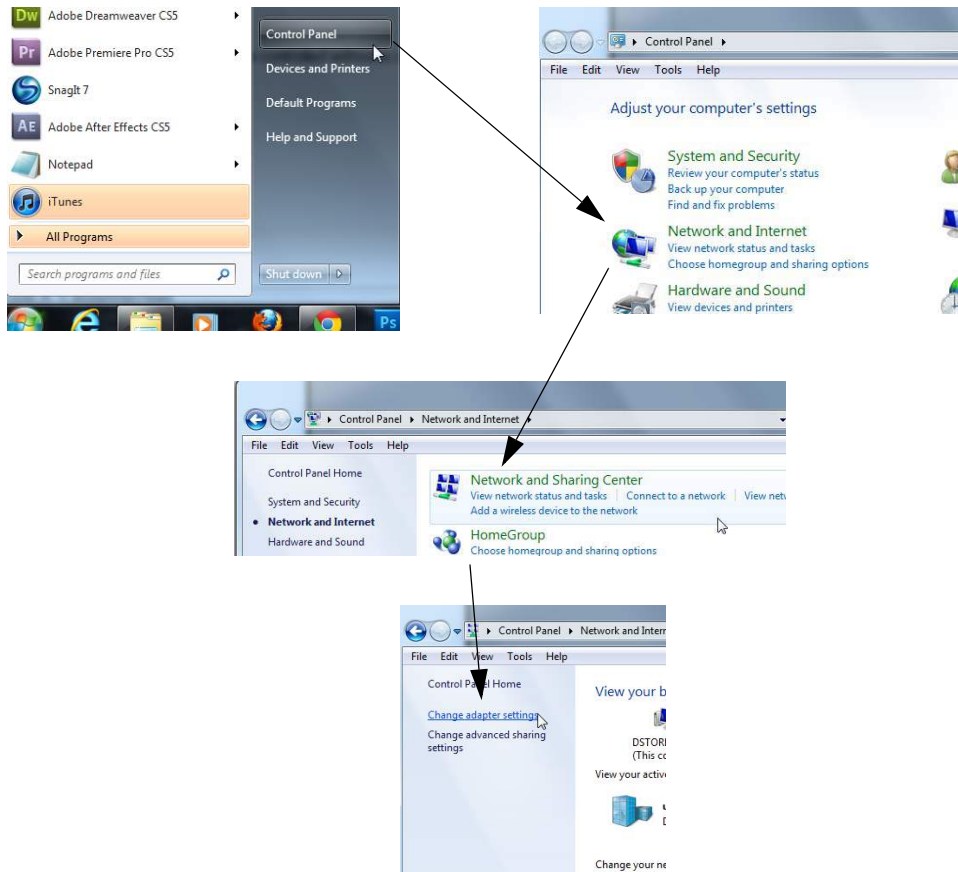 Dw Adobe Dreamweaver CS5
Pr Adobe Premiere Pro CS5
SnagIt 7
AE Adobe After Effects CS5
Notepad
iTunes
All Programs
Search programs and files
Control Panel
Devices and Printers
Default Programs
Help and Support
Shut down
Ps
Control Panel
File Edit View Tools Help
Adjust your computer's settings
System and Security
Review your computer's status
Back up your computer
Find and fix problems
Network and Internet
View network status and tasks
Choose homegroup and sharing options
Hardware and Sound
View devices and printers
Control Panel Network and Internet
File Edit View Tools Help
Control Panel Home
System and Security
Network and Internet
Hardware and Sound
Network and Sharing Center
View network status and tasks Connect to a network View netw
Add a wireless device to the network
HomeGroup
Choose homegroup and sharing options
Control Panel Network and Intern
File Edit View Tools Help
Control Panel Home
Change adapter settings
Change advanced sharing
settings
View your b
DSTOR
(This co
View your activ
Change your ne